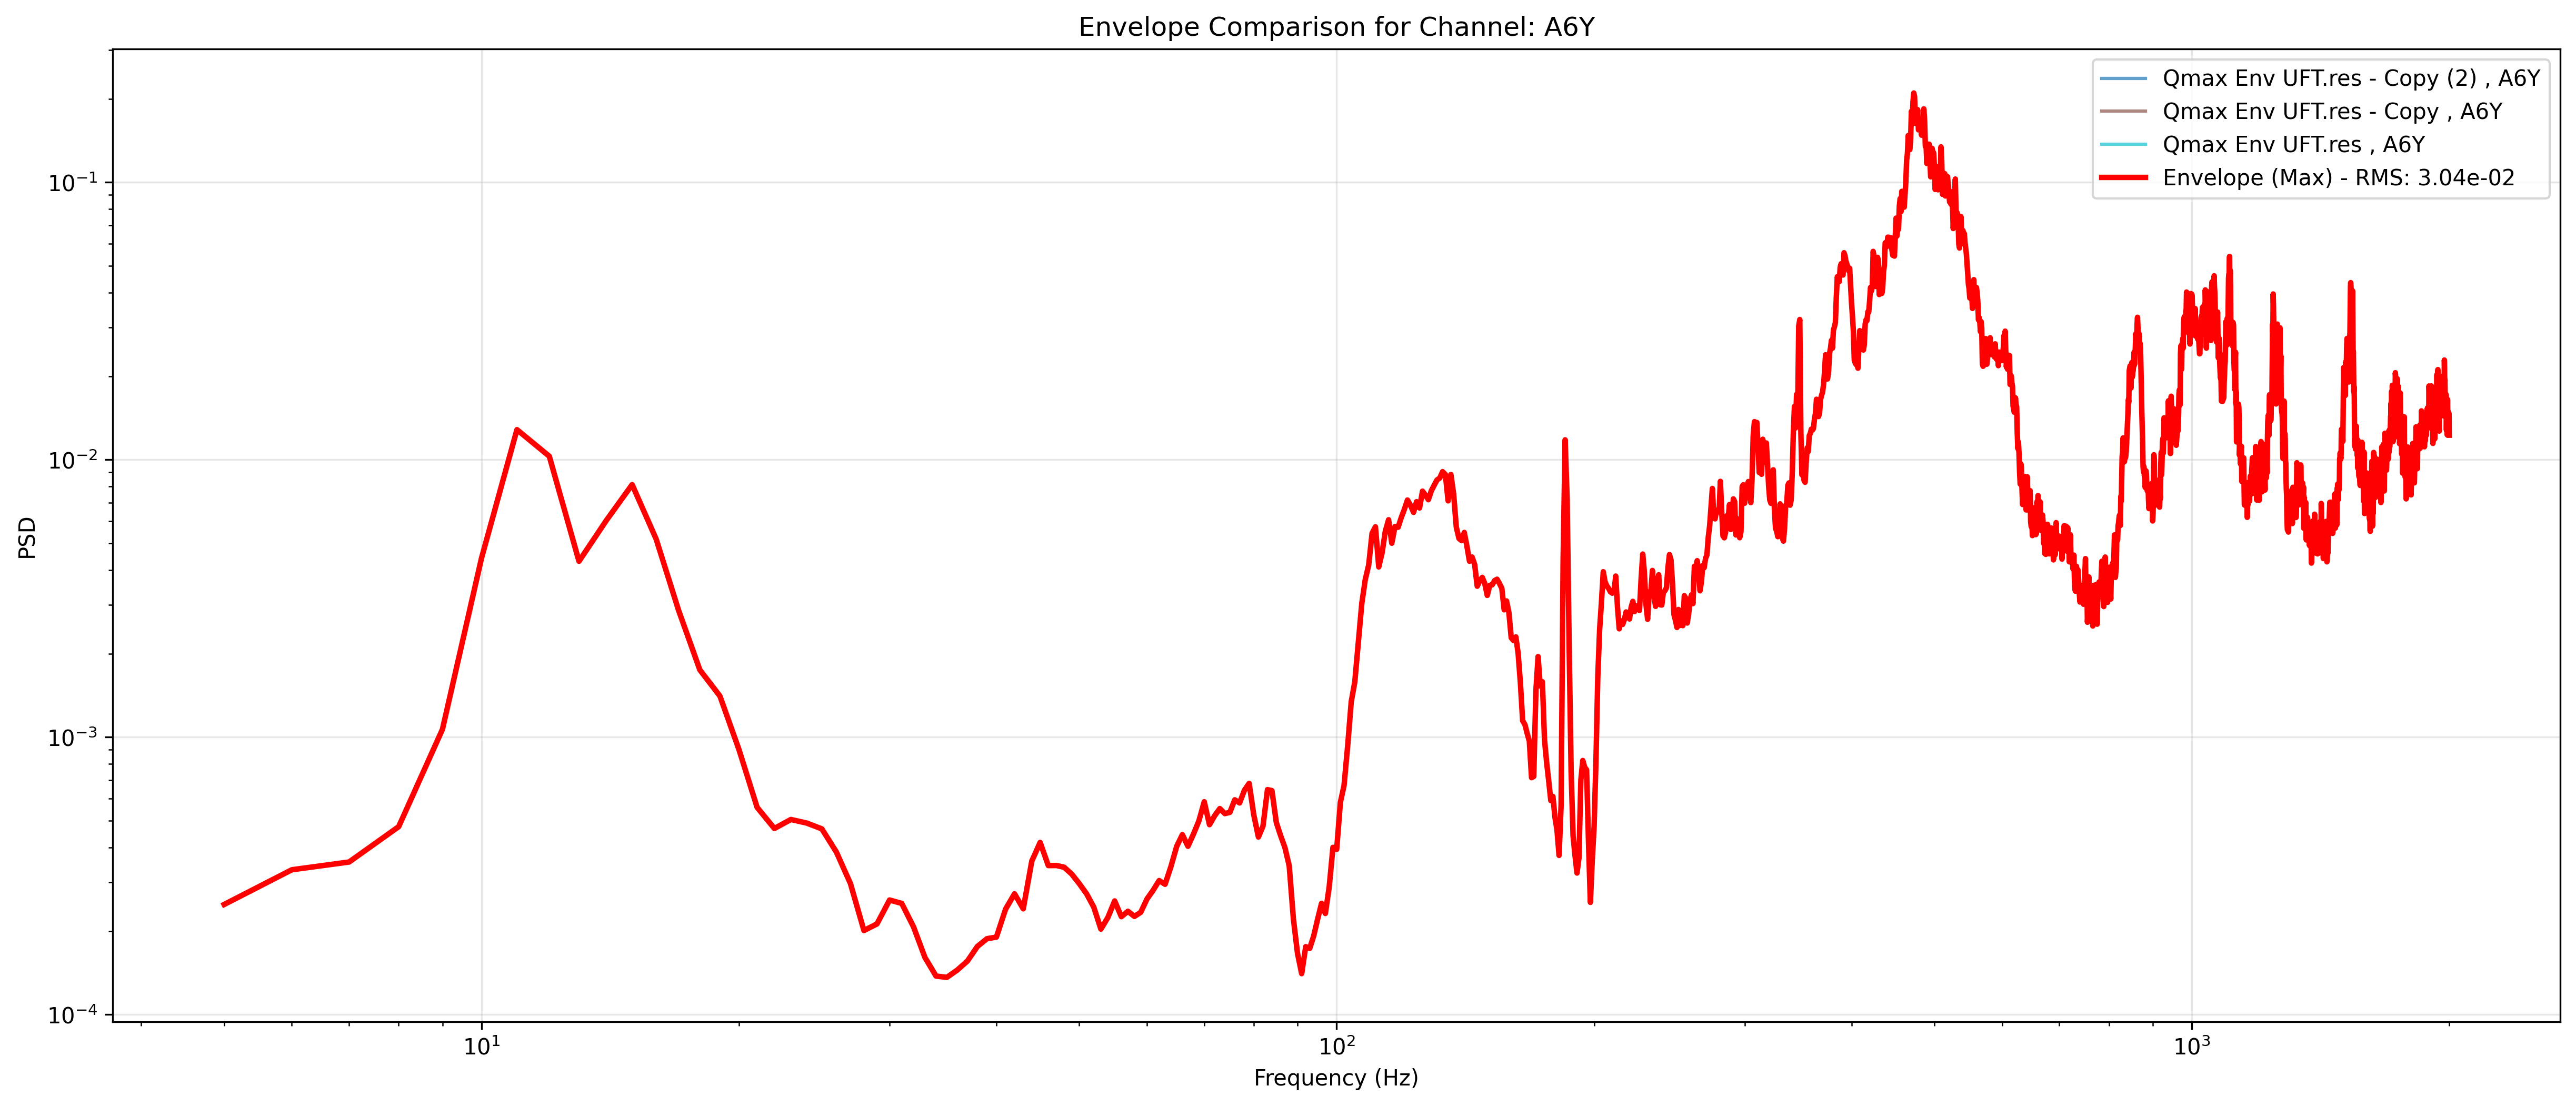 Envelope Comparison for Channel: A6Y
Qmax Env UFT.res - Copy (2) , A6Y
Qmax Env UFT.res - Copy , A6Y
Qmax Env UFT.res , A6Y
Envelope (Max) - RMS: 3.04e-02
PSD
10⁻¹
10⁻²
10⁻³
10⁻⁴
10¹ 10² 10³
Frequency (Hz)